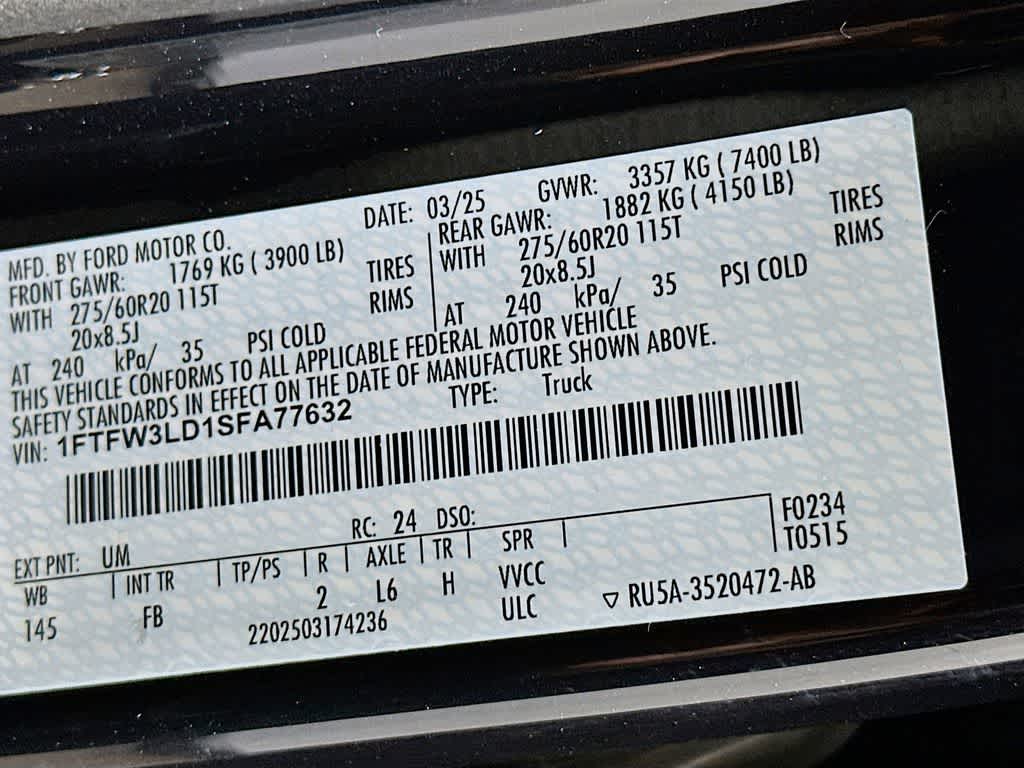 DATE: 03/25 GVWR: 3357 KG ( 7400 LB)
MFD. BY FORD MOTOR CO.
FRONT GAWR: 1769 KG ( 3900 LB)
WITH 275/60R20 115T TIRES
20x8.5J RIMS
AT 240 kPa/ 35 PSI COLD
REAR GAWR: 1882 KG ( 4150 LB)
WITH 275/60R20 115T TIRES
20x8.5J RIMS
AT 240 kPa/ 35 PSI COLD
THIS VEHICLE CONFORMS TO ALL APPLICABLE FEDERAL MOTOR VEHICLE
SAFETY STANDARDS IN EFFECT ON THE DATE OF MANUFACTURE SHOWN ABOVE.
VIN: 1FTFW3LD1SFA77632 TYPE: Truck
EXT PNT: UM RC: 24 DSO:
WB INT TR TP/PS R AXLE TR SPR F0234
145 FB 2 L6 H VVCC T0515
2202503174236 ULC ▽ RU5A-3520472-AB